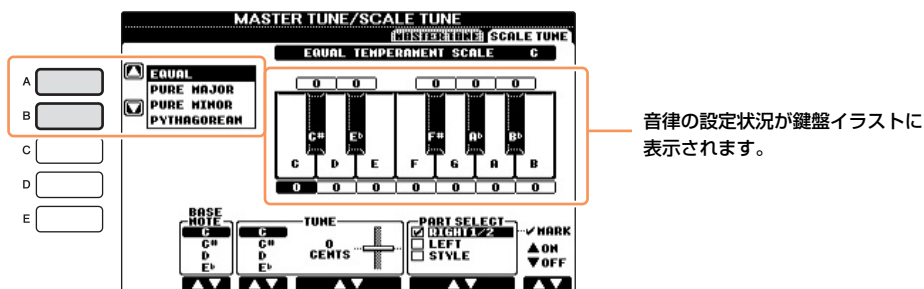 MASTER TUNE/SCALE TUNE
MASTER TUNE SCALE TUNE
EQUAL TEMPERAMENT SCALE C
A
B
C
D
E
EQUAL
PURE MAJOR
PURE MINOR
PYTHAGOREAN
0 0 0 0 0
C# E♭ F# A♭ B♭
C D E F G A B
0 0 0 0 0 0 0
音律の設定状況が鍵盤イラストに
表示されます。
BASE NOTE
C
C#
D
E♭
TUNE
C
C#
D
E♭
0
CENTS
PART SELECT
RIGHT1/2
LEFT
STYLE
MARK
ON
OFF